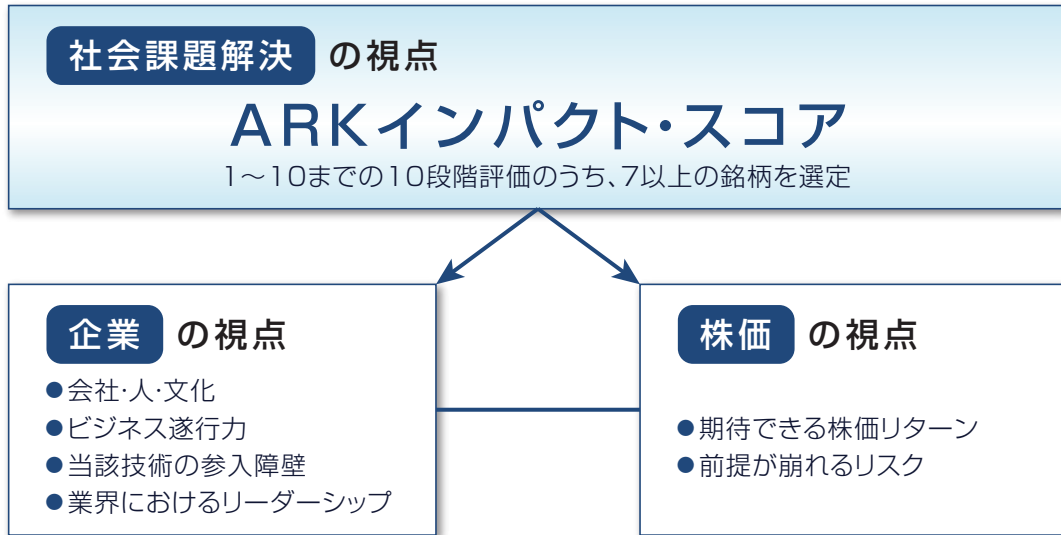 社会課題解決 の視点
ARKインパクト・スコア
1～10までの10段階評価のうち、7以上の銘柄を選定
企業 の視点
●会社・人・文化
●ビジネス遂行力
●当該技術の参入障壁
●業界におけるリーダーシップ
株価 の視点
●期待できる株価リターン
●前提が崩れるリスク